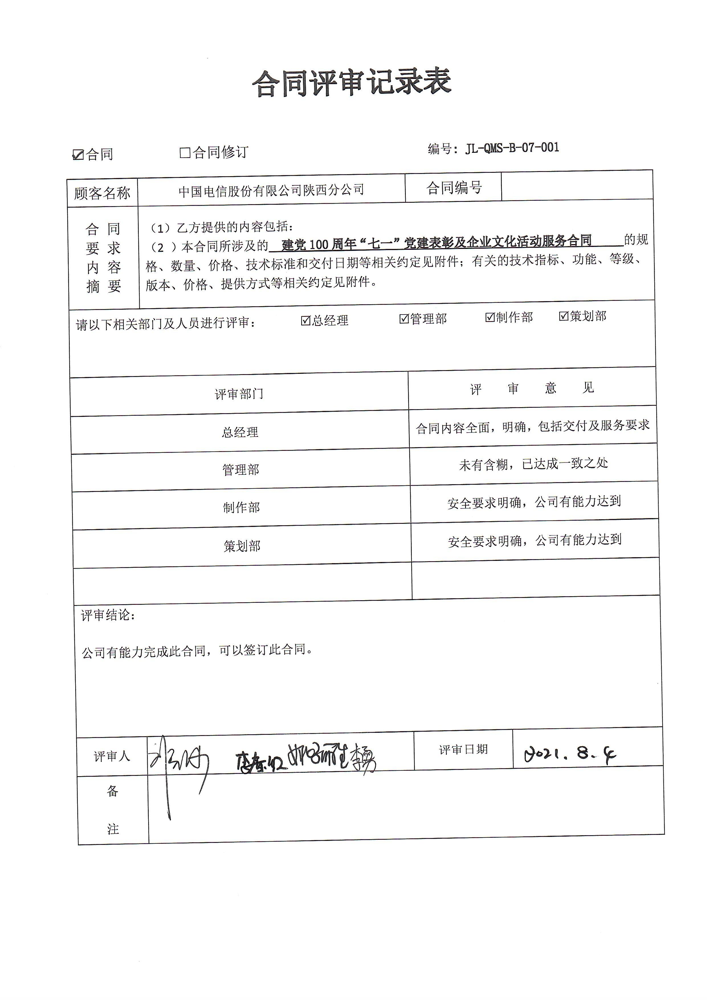 合同评审记录表
☑合同 □合同修订 编号：JL-QMS-B-07-001
顾客名称 中国电信股份有限公司陕西分公司 合同编号
合同
要求
内容
摘要
（1）乙方提供的内容包括：
（2 ）本合同所涉及的 建党100周年“七一”党建表彰及企业文化活动服务合同 的规
格、数量、价格、技术标准和交付日期等相关约定见附件；有关的技术指标、功能、等级、
版本、价格、提供方式等相关约定见附件。
请以下相关部门及人员进行评审： ☑总经理 ☑管理部 ☑制作部 ☑策划部
评审部门 评 审 意 见
总经理 合同内容全面，明确，包括交付及服务要求
管理部 未有含糊，已达成一致之处
制作部 安全要求明确，公司有能力达到
策划部 安全要求明确，公司有能力达到
评审结论：
公司有能力完成此合同，可以签订此合同。
评审人 李勇 评审日期 2021.8.4
备
注